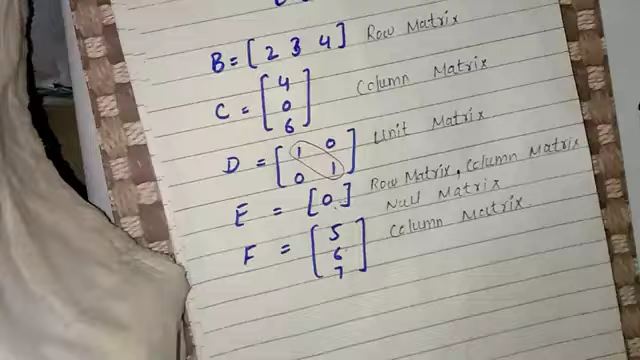 B = [ 2 3 4 ] Row Matrix
C = [ 4 0 6 ] Column Matrix
D = [ 1 0 0 1 ] Unit Matrix
E = [ 0 ] Row Matrix, Column Matrix
Null Matrix
F = [ 5 6 7 ] Column Matrix